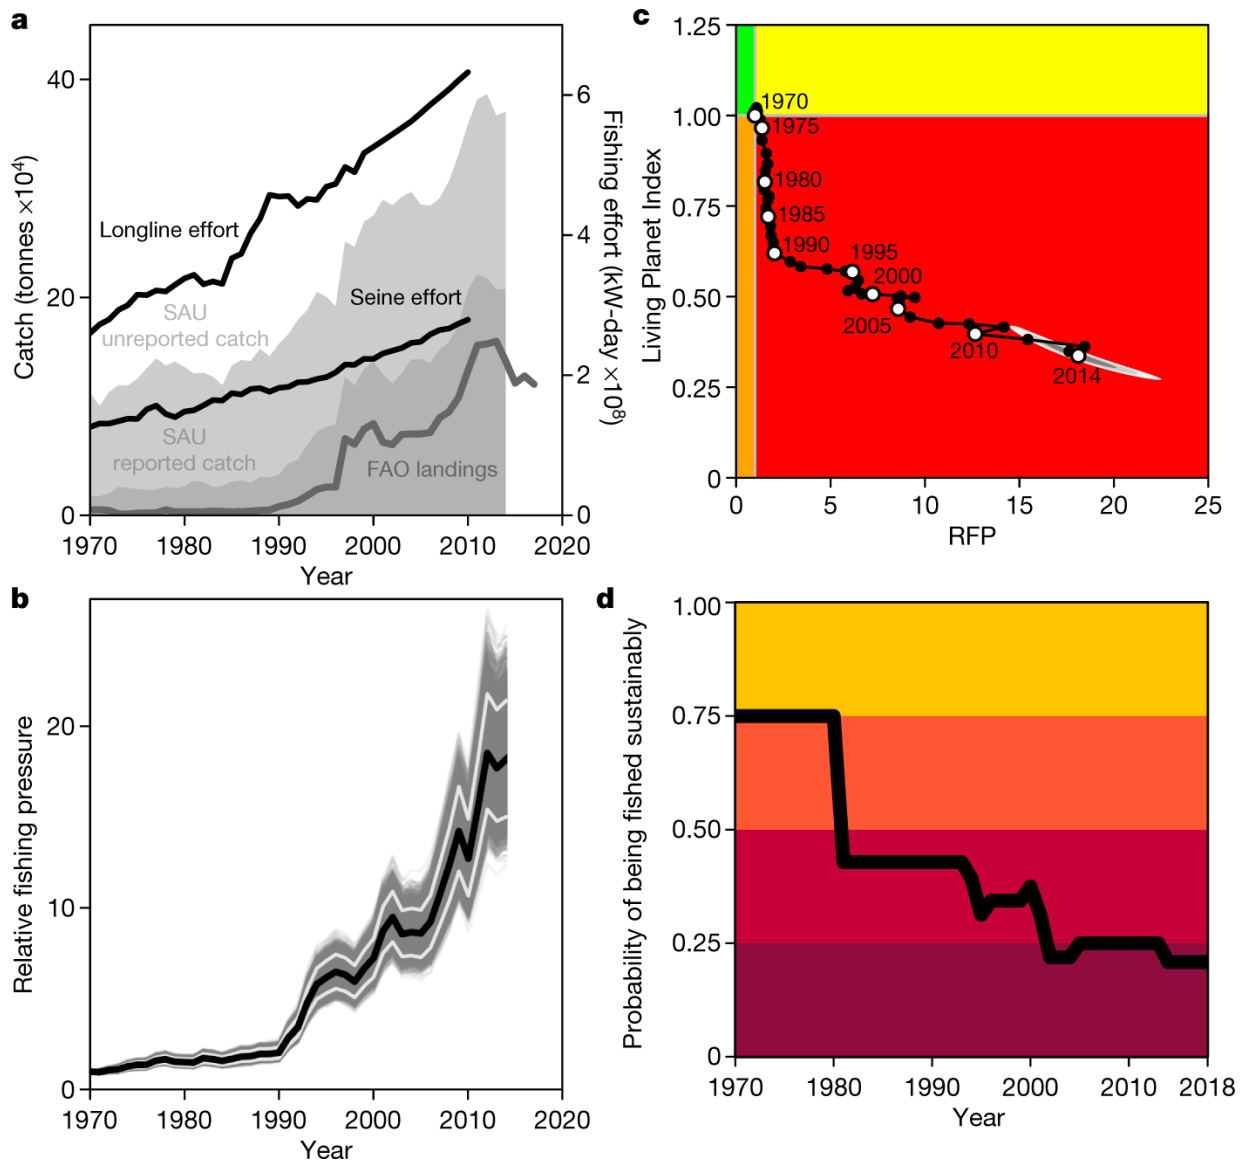 a
Catch (tonnes ×10⁴)
40
20
0
Longline effort
SAU
unreported catch
Seine effort
SAU
reported catch
FAO landings
6
4
2
0
Fishing effort (kW-day ×10⁸)
1970 1980 1990 2000 2010 2020
Year
c
Living Planet Index
1.25
1.00
0.75
0.50
0.25
0
1970
1975
1980
1985
1990
1995
2000
2005
2010
2014
0 5 10 15 20 25
RFP
b
Relative fishing pressure
20
10
0
1970 1980 1990 2000 2010 2020
Year
d
Probability of being fished sustainably
1.00
0.75
0.50
0.25
0
1970 1980 1990 2000 2010 2018
Year